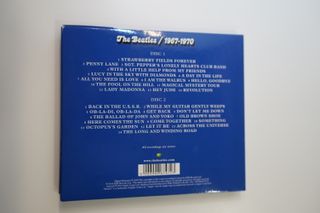 The Beatles / 1967-1970
DISC 1
1 STRAWBERRY FIELDS FOREVER
2 PENNY LANE 3 SGT. PEPPER'S LONELY HEARTS CLUB BAND
4 WITH A LITTLE HELP FROM MY FRIENDS
5 LUCY IN THE SKY WITH DIAMONDS 6 A DAY IN THE LIFE
7 ALL YOU NEED IS LOVE 8 I AM THE WALRUS 9 HELLO, GOODBYE
10 THE FOOL ON THE HILL 11 MAGICAL MYSTERY TOUR
12 LADY MADONNA 13 HEY JUDE 14 REVOLUTION
DISC 2
1 BACK IN THE U.S.S.R. 2 WHILE MY GUITAR GENTLY WEEPS
3 OB-LA-DI, OB-LA-DA 4 GET BACK 5 DON'T LET ME DOWN
6 THE BALLAD OF JOHN AND YOKO 7 OLD BROWN SHOE
8 HERE COMES THE SUN 9 COME TOGETHER 10 SOMETHING
11 OCTOPUS'S GARDEN 12 LET IT BE 13 ACROSS THE UNIVERSE
14 THE LONG AND WINDING ROAD
www.thebeatles.com